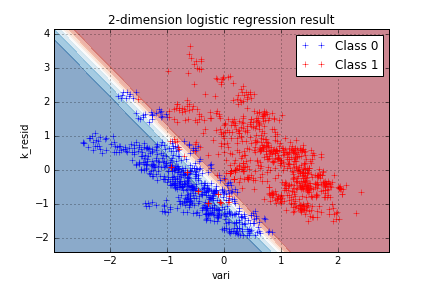 2-dimension logistic regression result
Class 0
Class 1
k_resid
4
3
2
1
0
−1
−2
−2
−1
0
1
2
vari